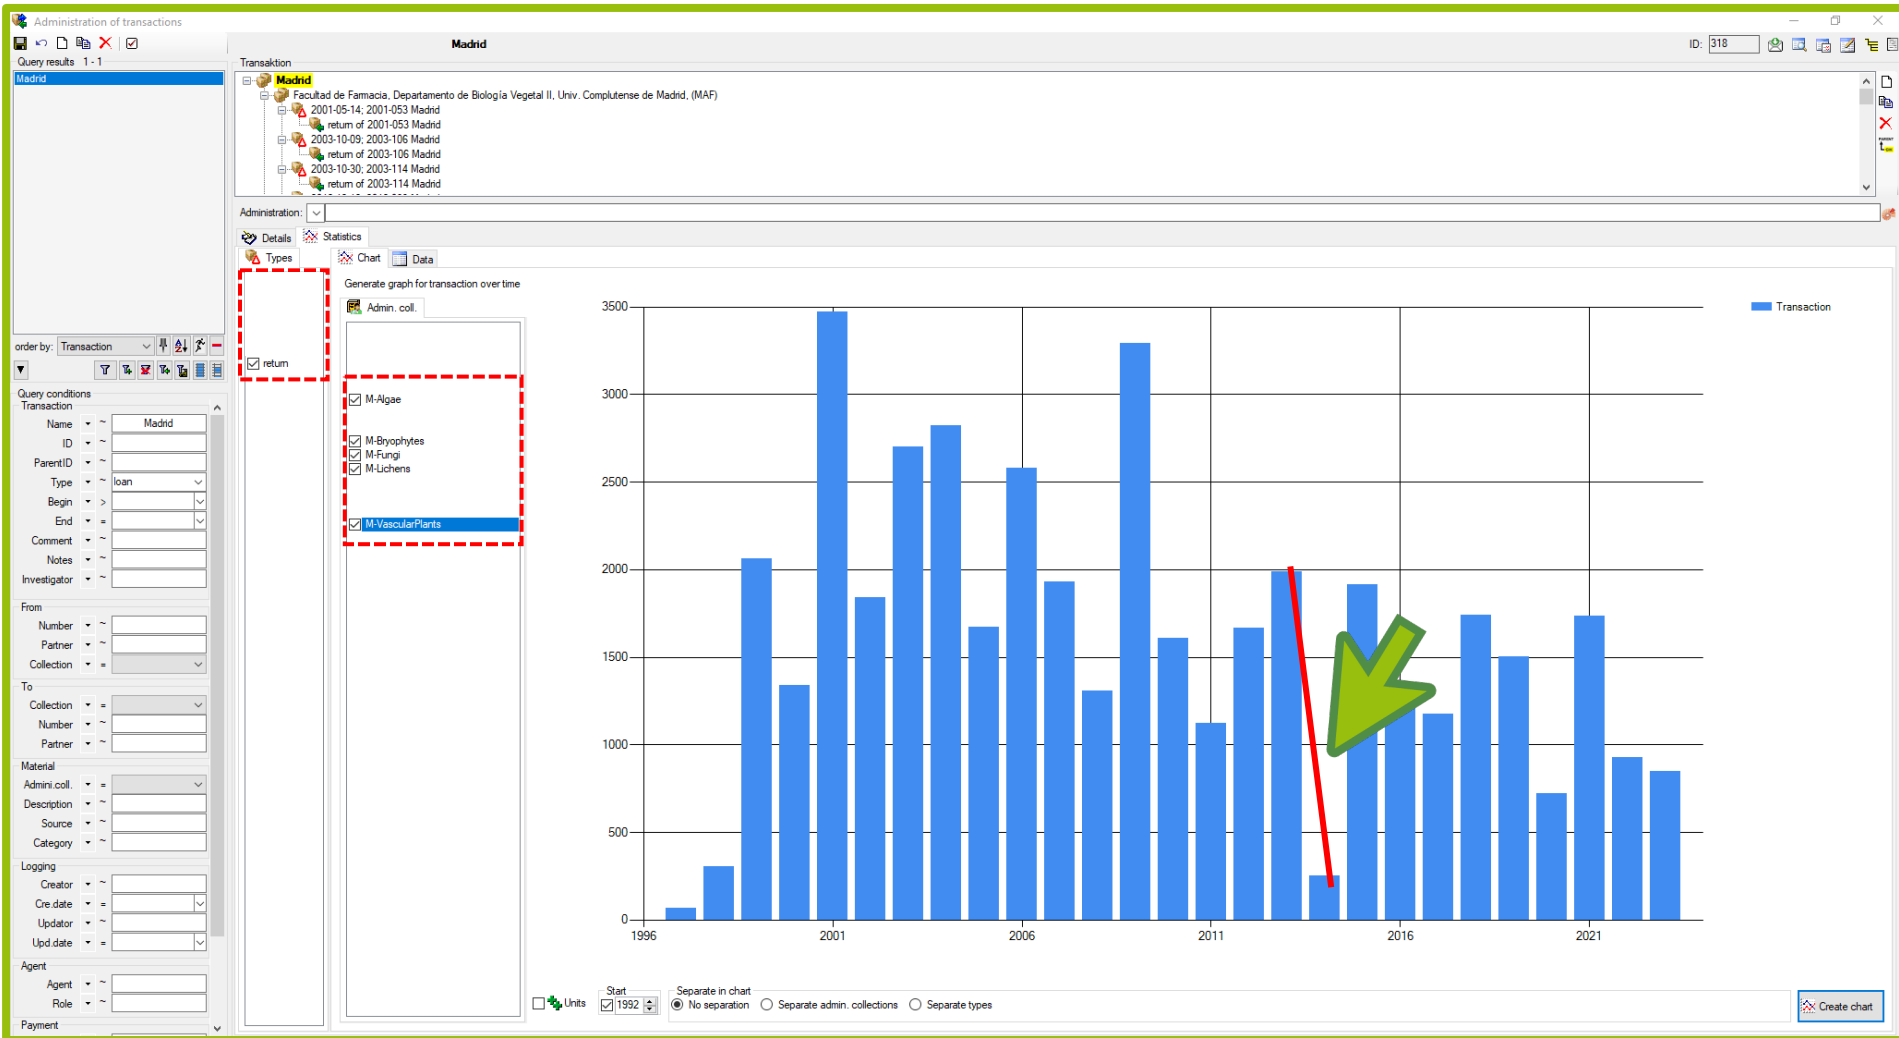 Administration of transactions
Madrid
ID: 318
Query results 1 - 1
Madrid
Transaktion
Madrid
Facultad de Farmacia, Departamento de Biología Vegetal II, Univ. Complutense de Madrid, (MAF)
2001-05-14; 2001-053 Madrid
return of 2001-053 Madrid
2003-10-09; 2003-106 Madrid
return of 2003-106 Madrid
2003-10-30; 2003-114 Madrid
return of 2003-114 Madrid
PARENT
Administration:
Details Statistics
Types
return
Chart Data
Generate graph for transaction over time
Admin. coll.
M-Algae
M-Bryophytes
M-Fungi
M-Lichens
M-VascularPlants
order by: Transaction
Query conditions
Transaction
Name ~ Madrid
ID ~
ParentID ~
Type ~ loan
Begin >
End =
Comment ~
Notes ~
Investigator ~
From
Number ~
Partner ~
Collection =
To
Collection =
Number ~
Partner ~
Material
Admini.coll. =
Description ~
Source ~
Category ~
Logging
Creator ~
Cre.date =
Updator ~
Upd.date =
Agent
Agent ~
Role ~
Payment
3500
3000
2500
2000
1500
1000
500
0
1996 2001 2006 2011 2016 2021
Transaction
Units
Start
1992
Separate in chart
No separation Separate admin. collections Separate types
Create chart